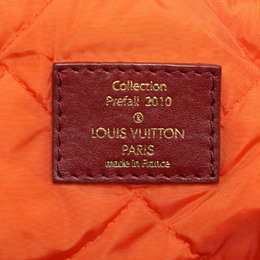 Collection
Prefall 2010
®
LOUIS VUITTON
PARIS
made in France